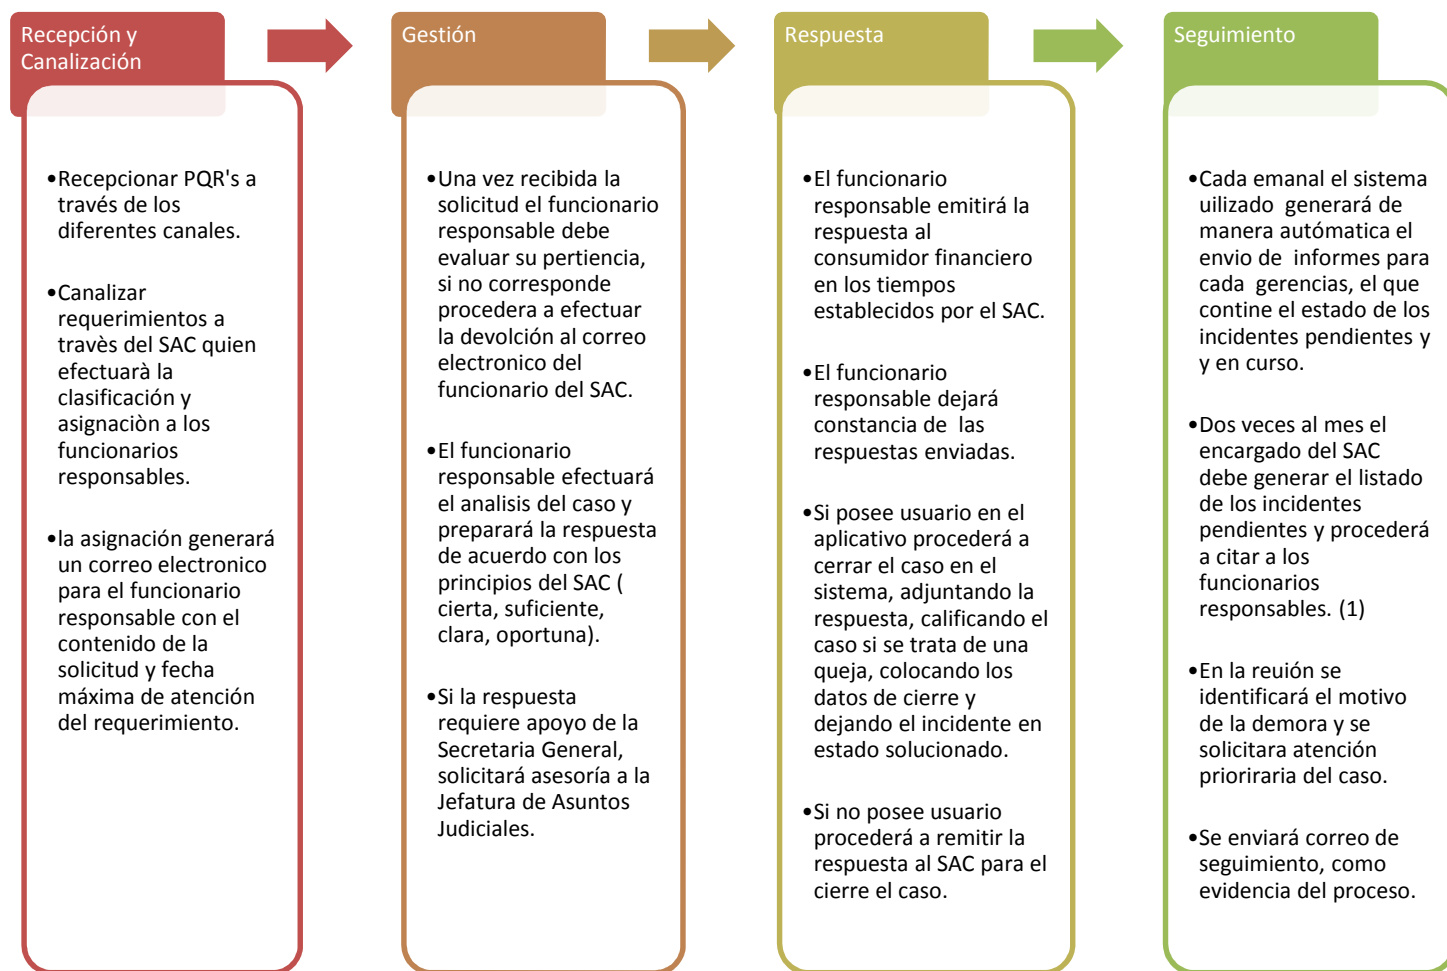 Recepción y
Canalización
•Recepcionar PQR's a
través de los
diferentes canales.
•Canalizar
requerimientos a
travès del SAC quien
efectuarà la
clasificación y
asignaciòn a los
funcionarios
responsables.
•la asignación generará
un correo electronico
para el funcionario
responsable con el
contenido de la
solicitud y fecha
máxima de atención
del requerimiento.
Gestión
•Una vez recibida la
solicitud el funcionario
responsable debe
evaluar su pertiencia,
si no corresponde
procedera a efectuar
la devolción al correo
electronico del
funcionario del SAC.
•El funcionario
responsable efectuará
el analisis del caso y
preparará la respuesta
de acuerdo con los
principios del SAC (
cierta, suficiente,
clara, oportuna).
•Si la respuesta
requiere apoyo de la
Secretaria General,
solicitará asesoría a la
Jefatura de Asuntos
Judiciales.
Respuesta
•El funcionario
responsable emitirá la
respuesta al
consumidor financiero
en los tiempos
establecidos por el SAC.
•El funcionario
responsable dejará
constancia de  las
respuestas enviadas.
•Si posee usuario en el
aplicativo procederá a
cerrar el caso en el
sistema, adjuntando la
respuesta, calificando el
caso si se trata de una
queja, colocando los
datos de cierre y
dejando el incidente en
estado solucionado.
•Si no posee usuario
procederá a remitir la
respuesta al SAC para el
cierre el caso.
Seguimiento
•Cada emanal el sistema
uilizado  generará de
manera autómatica el
envio de  informes para
cada  gerencias, el que
contine el estado de los
incidentes pendientes y
y en curso.
•Dos veces al mes el
encargado del SAC
debe generar el listado
de los incidentes
pendientes y procederá
a citar a los
funcionarios
responsables. (1)
•En la reuión se
identificará el motivo
de la demora y se
solicitara atención
prioriraria del caso.
•Se enviará correo de
seguimiento, como
evidencia del proceso.